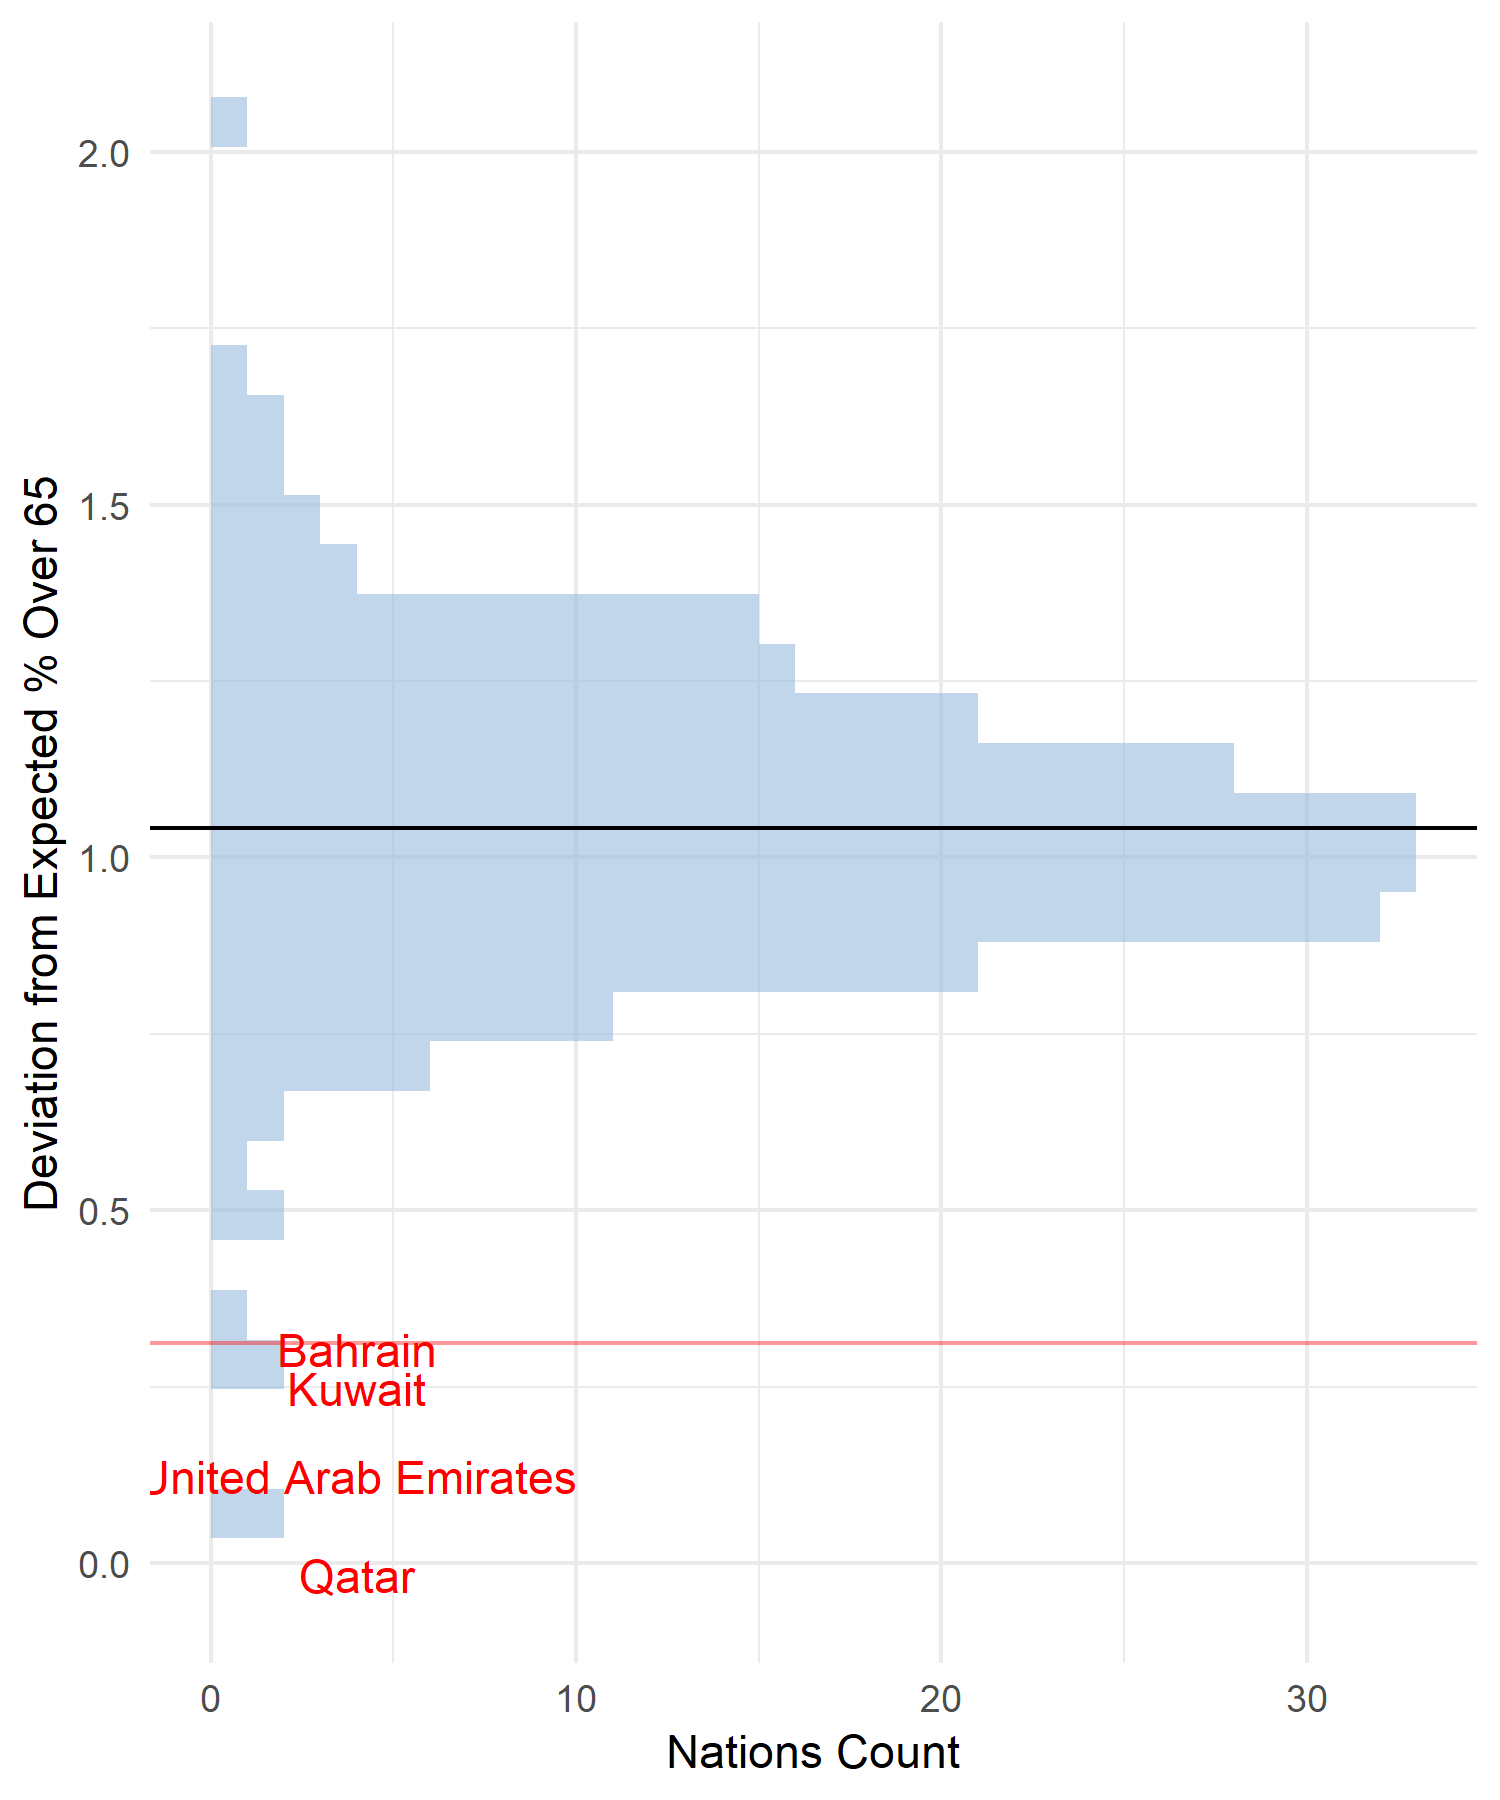 Deviation from Expected % Over 65
2.0
1.5
1.0
0.5
0.0
Bahrain
Kuwait
United Arab Emirates
Qatar
0 10 20 30
Nations Count